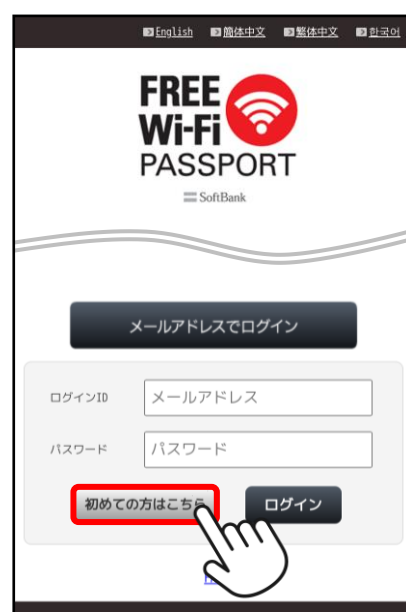 English 簡体中文 繁体中文 한국어
FREE
Wi-Fi
PASSPORT
SoftBank
メールアドレスでログイン
ログインID メールアドレス
パスワード パスワード
初めての方はこちら ログイン